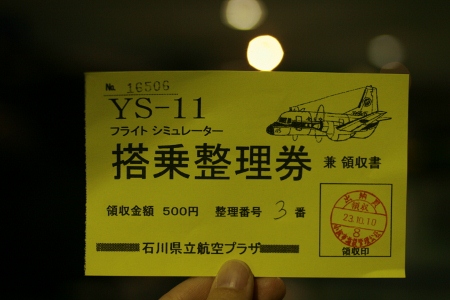 No. 16506
YS-11
フライト シミュレーター
搭乗整理券 兼 領収書
領収金額 500円 整理番号 3 番
23.10.10
8
石川県立航空プラザ
領収印